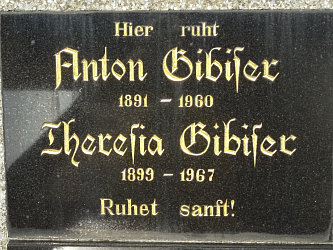 Hier ruht
Anton Gibiſer
1891 – 1960
Thereſia Gibiſer
1899 – 1967
Ruhet sanft!